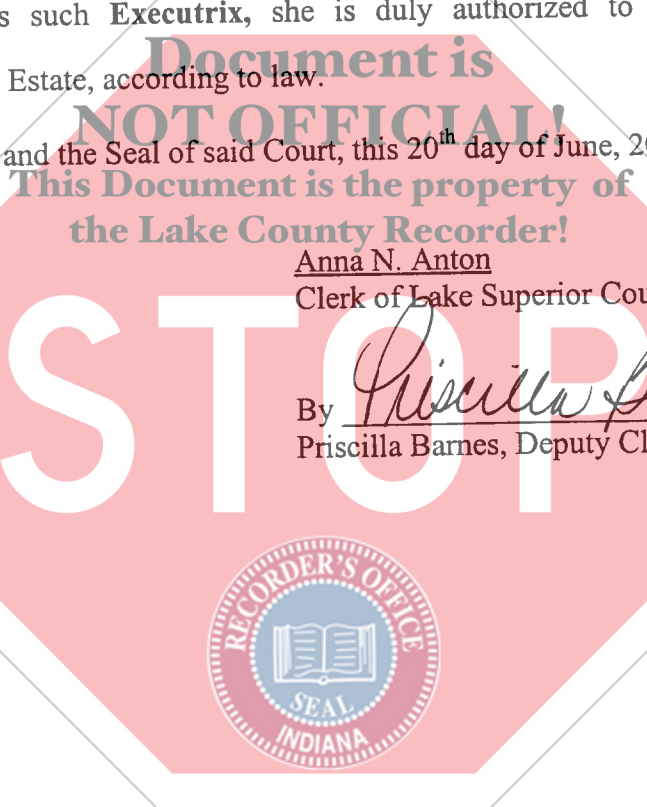 s such Executrix, she is duly authorized to
Document is
Estate, according to law.
NOT OFFICIAL!
and the Seal of said Court, this 20th day of June, 2
This Document is the property of
the Lake County Recorder!
Anna N. Anton
Clerk of Lake Superior Cou
STOP
By Priscilla B
Priscilla Barnes, Deputy Cl
RECORDER'S OFFICE
SEAL
INDIANA